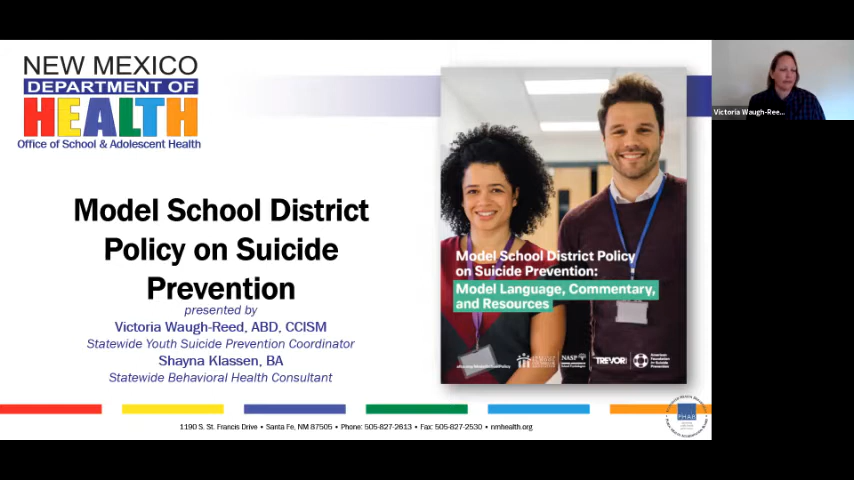 NEW MEXICO
DEPARTMENT OF
HEALTH
Office of School & Adolescent Health
Model School District
Policy on Suicide
Prevention
presented by
Victoria Waugh-Reed, ABD, CCISM
Statewide Youth Suicide Prevention Coordinator
Shayna Klassen, BA
Statewide Behavioral Health Consultant
Model School District Policy
on Suicide Prevention:
Model Language, Commentary,
and Resources
NASP
TREVOR
American
Foundation
for Suicide
Prevention
PHAB
1190 S. St. Francis Drive • Santa Fe, NM 87505 • Phone: 505-827-2613 • Fax: 505-827-2530 • nmhealth.org
Victoria Waugh-Ree...